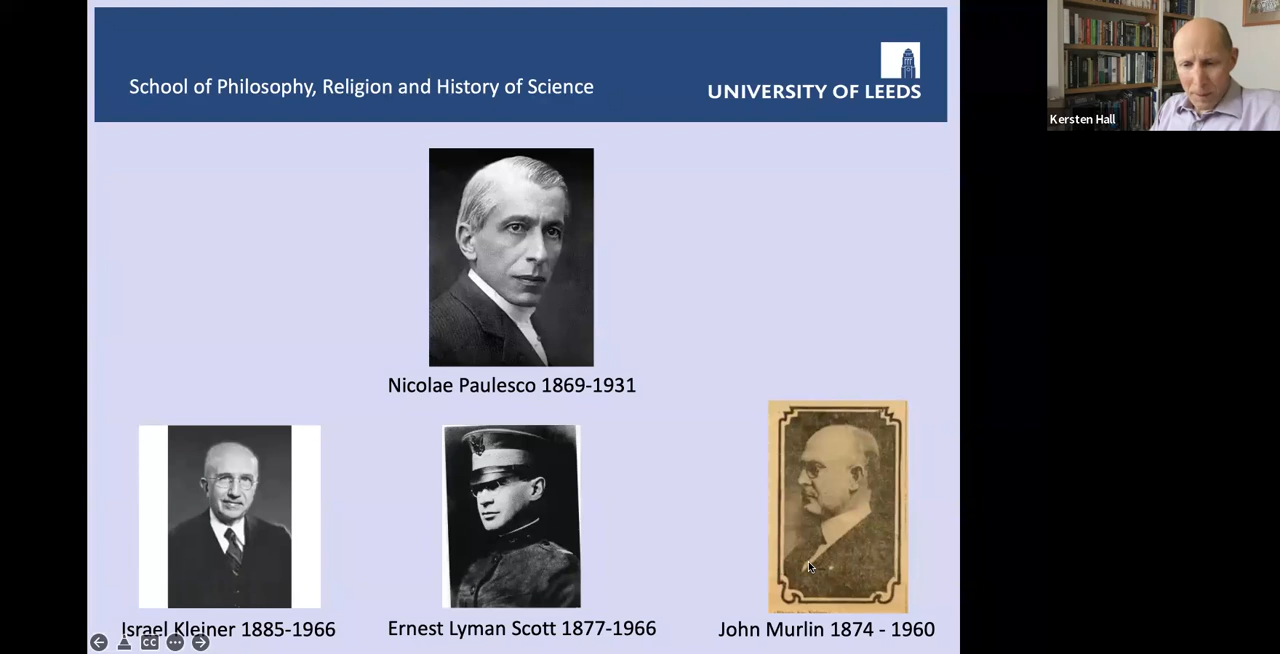 School of Philosophy, Religion and History of Science
UNIVERSITY OF LEEDS
Kersten Hall
Nicolae Paulesco 1869-1931
Israel Kleiner 1885-1966
Ernest Lyman Scott 1877-1966
John Murlin 1874 - 1960
CC